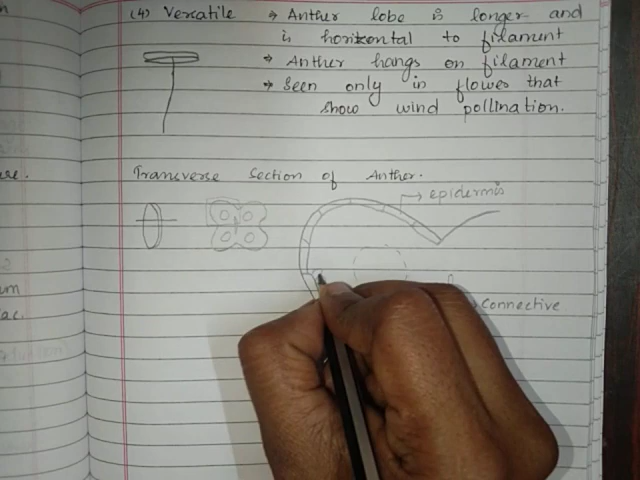 (4) Versatile → Anther lobe is longer and
is horizontal to filament
→ Anther hangs on filament
→ Seen only in flowes that
show wind pollination.
Transverse Section of Anther.
→ epidermis
Connective